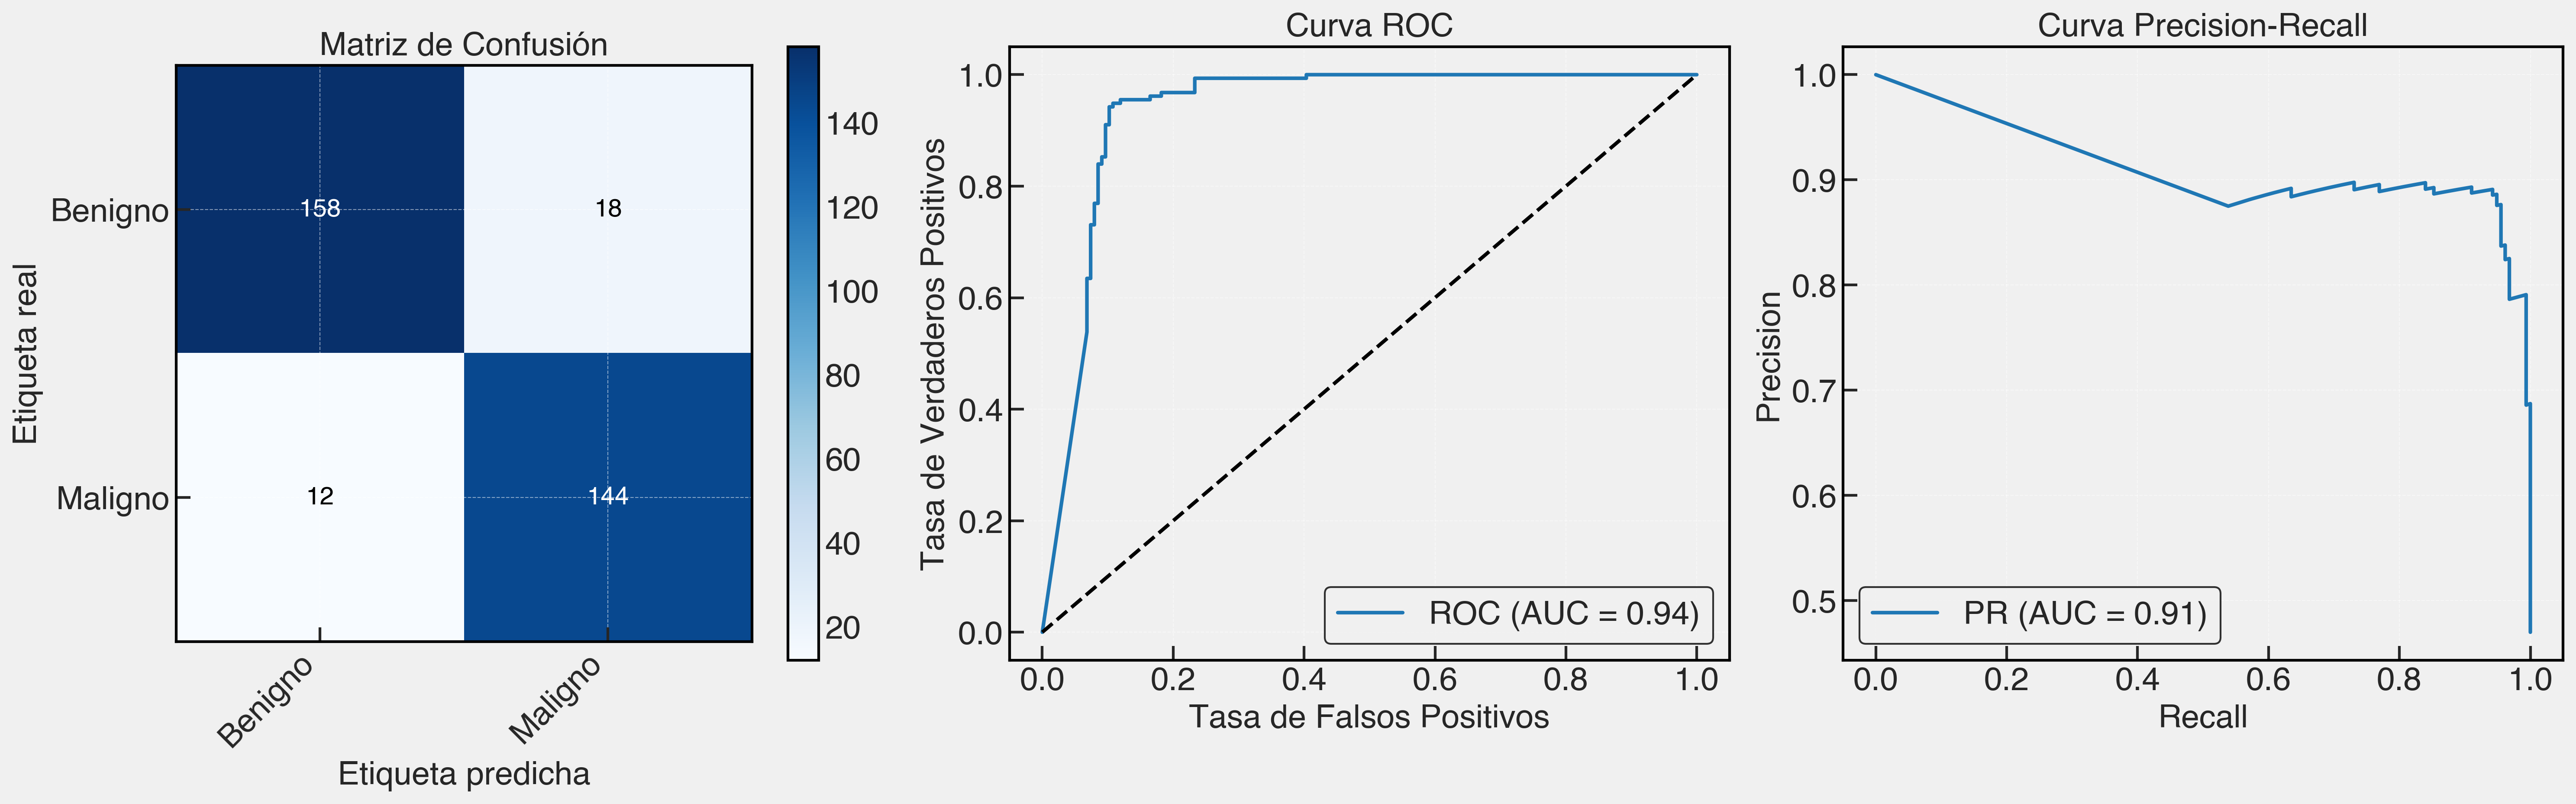 Matriz de Confusión
Etiqueta real
Benigno
Maligno
158
18
12
144
Benigno
Maligno
Etiqueta predicha
140
120
100
80
60
40
20
Curva ROC
Tasa de Verdaderos Positivos
1.0
0.8
0.6
0.4
0.2
0.0
ROC (AUC = 0.94)
0.0 0.2 0.4 0.6 0.8 1.0
Tasa de Falsos Positivos
Curva Precision-Recall
Precision
1.0
0.9
0.8
0.7
0.6
0.5
PR (AUC = 0.91)
0.0 0.2 0.4 0.6 0.8 1.0
Recall